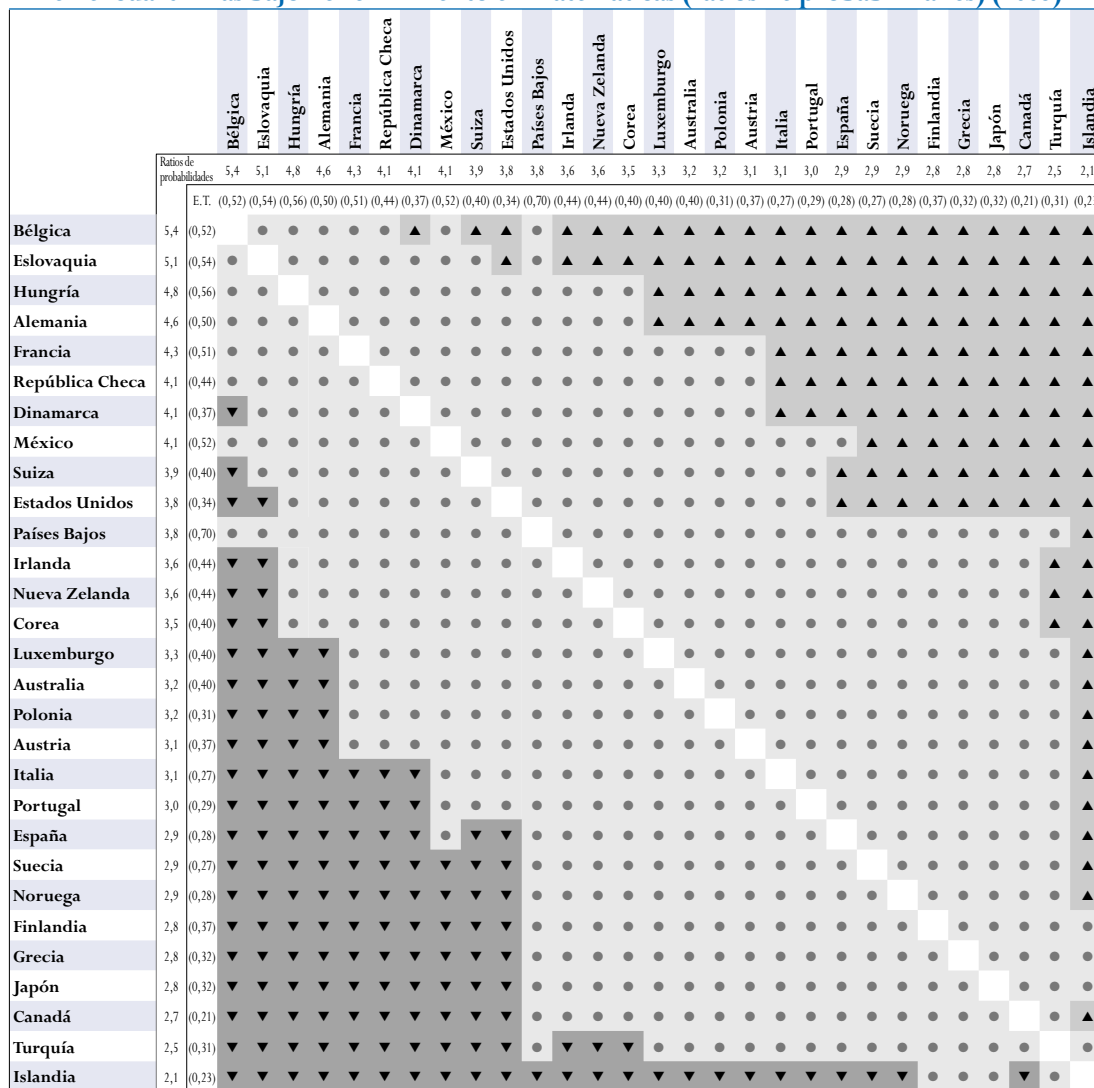 Bélgica
Eslovaquia
Hungría
Alemania
Francia
República Checa
Dinamarca
México
Suiza
Estados Unidos
Países Bajos
Irlanda
Nueva Zelanda
Corea
Luxemburgo
Australia
Polonia
Austria
Italia
Portugal
España
Suecia
Noruega
Finlandia
Grecia
Japón
Canadá
Turquía
Islandia
Ratios de
probabilidades 5,4 5,1 4,8 4,6 4,3 4,1 4,1 4,1 3,9 3,8 3,8 3,6 3,6 3,5 3,3 3,2 3,2 3,1 3,1 3,0 2,9 2,9 2,9 2,8 2,8 2,8 2,7 2,5 2,1
E.T. (0,52) (0,54) (0,56) (0,50) (0,51) (0,44) (0,37) (0,52) (0,40) (0,34) (0,70) (0,44) (0,44) (0,40) (0,40) (0,40) (0,31) (0,37) (0,27) (0,29) (0,28) (0,27) (0,28) (0,37) (0,32) (0,32) (0,21) (0,31)
Bélgica 5,4 (0,52)
Eslovaquia 5,1 (0,54)
Hungría 4,8 (0,56)
Alemania 4,6 (0,50)
Francia 4,3 (0,51)
República Checa 4,1 (0,44)
Dinamarca 4,1 (0,37)
México 4,1 (0,52)
Suiza 3,9 (0,40)
Estados Unidos 3,8 (0,34)
Países Bajos 3,8 (0,70)
Irlanda 3,6 (0,44)
Nueva Zelanda 3,6 (0,44)
Corea 3,5 (0,40)
Luxemburgo 3,3 (0,40)
Australia 3,2 (0,40)
Polonia 3,2 (0,31)
Austria 3,1 (0,37)
Italia 3,1 (0,27)
Portugal 3,0 (0,29)
España 2,9 (0,28)
Suecia 2,9 (0,27)
Noruega 2,9 (0,28)
Finlandia 2,8 (0,37)
Grecia 2,8 (0,32)
Japón 2,8 (0,32)
Canadá 2,7 (0,21)
Turquía 2,5 (0,31)
Islandia 2,1 (0,23)